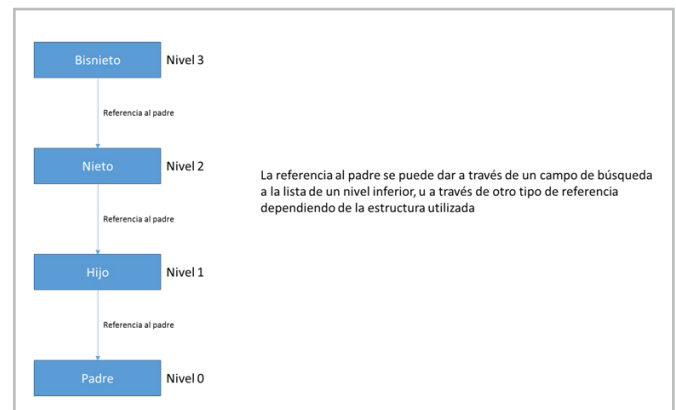 Bisnieto Nivel 3
Referencia al padre
Nieto Nivel 2
La referencia al padre se puede dar a través de un campo de búsqueda
a la lista de un nivel inferior, u a través de otro tipo de referencia
dependiendo de la estructura utilizada
Referencia al padre
Hijo Nivel 1
Referencia al padre
Padre Nivel 0